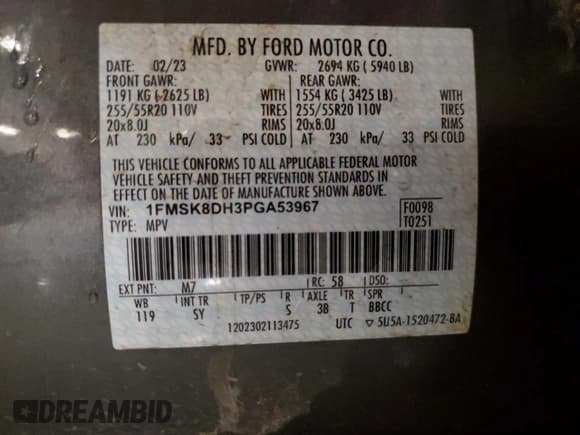 MFD. BY FORD MOTOR CO.
DATE: 02/23 GVWR: 2694 KG ( 5940 LB)
FRONT GAWR: REAR GAWR:
1191 KG ( 2625 LB) WITH 1554 KG ( 3425 LB) WITH
255/55R20 110V TIRES 255/55R20 110V TIRES
20x8.0J RIMS 20x8.0J RIMS
AT 230 kPa/ 33 PSI COLD AT 230 kPa/ 33 PSI COLD
THIS VEHICLE CONFORMS TO ALL APPLICABLE FEDERAL MOTOR
VEHICLE SAFETY AND THEFT PREVENTION STANDARDS IN
EFFECT ON THE DATE OF MANUFACTURE SHOWN ABOVE.
VIN: 1FMSK8DH3PGA53967 F0098
TYPE: MPV T0251
EXT PNT: M7 RC: 58 DSO:
WB INT TR TP/PS R AXLE TR SPR
119 SY S 3B T BBCC
1202302113475 UTC ▽ 5U5A-1520472-BA
DREAMBID